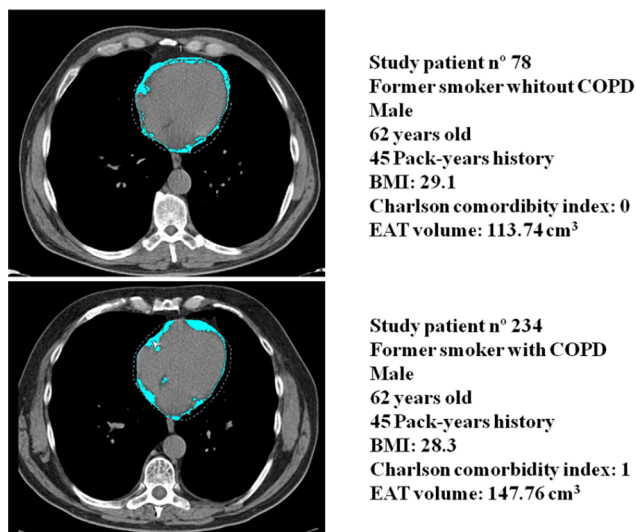 Study patient nº 78
Former smoker whitout COPD
Male
62 years old
45 Pack-years history
BMI: 29.1
Charlson comordibity index: 0
EAT volume: 113.74 cm³
Study patient nº 234
Former smoker with COPD
Male
62 years old
45 Pack-years history
BMI: 28.3
Charlson comorbidity index: 1
EAT volume: 147.76 cm³